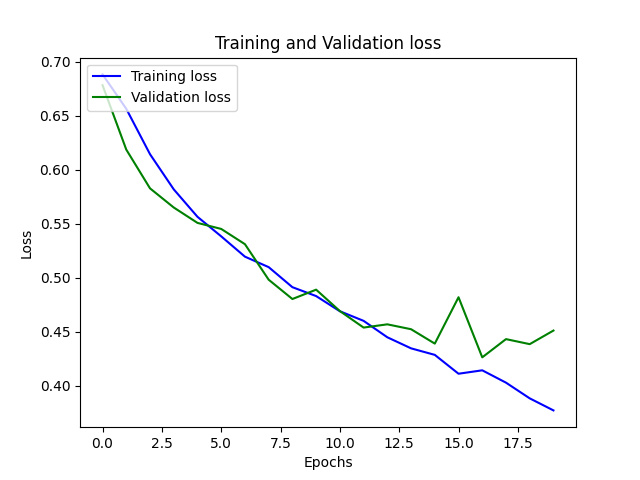 Training and Validation loss
Training loss
Validation loss
Loss
0.70
0.65
0.60
0.55
0.50
0.45
0.40
0.0 2.5 5.0 7.5 10.0 12.5 15.0 17.5
Epochs